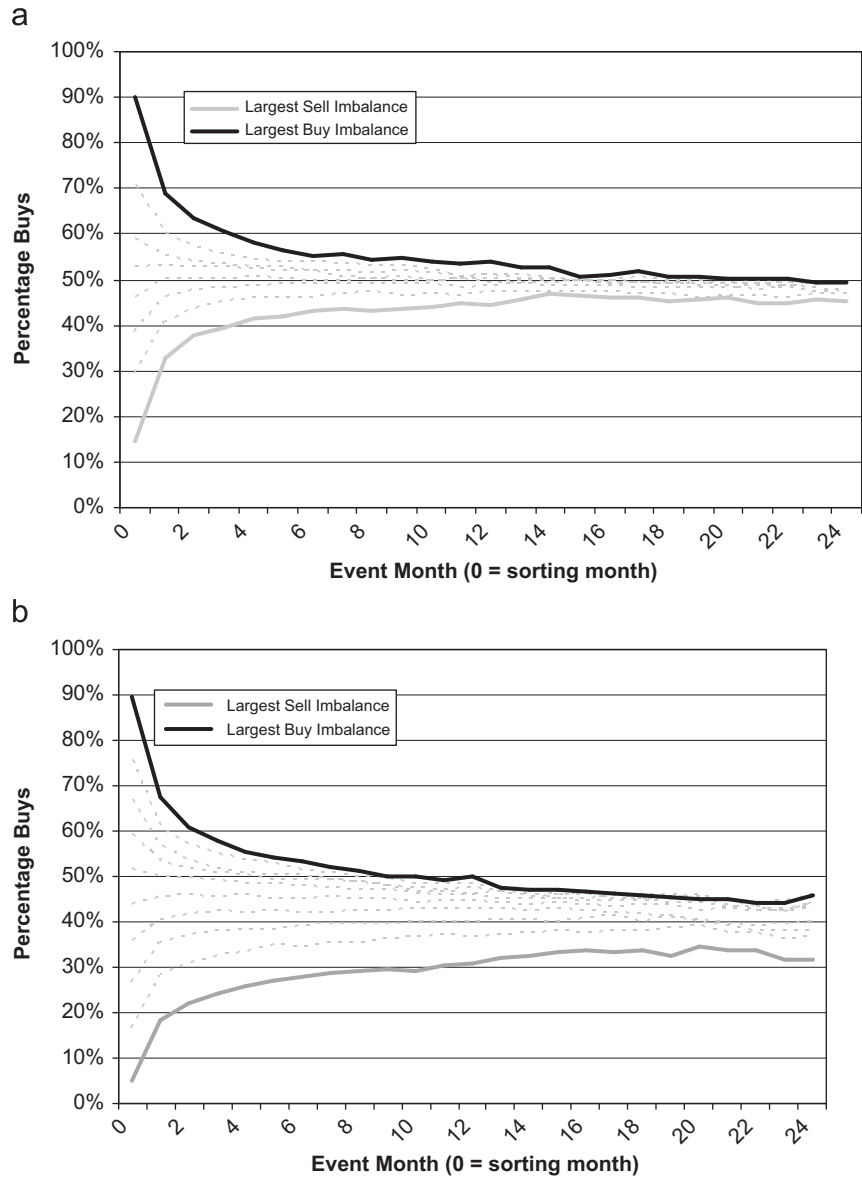 a
100%
90%
80%
70%
60%
50%
40%
30%
20%
10%
0%
Percentage Buys
Largest Sell Imbalance
Largest Buy Imbalance
0 2 4 6 8 10 12 14 16 18 20 22 24
Event Month (0 = sorting month)
b
100%
90%
80%
70%
60%
50%
40%
30%
20%
10%
0%
Percentage Buys
Largest Sell Imbalance
Largest Buy Imbalance
0 2 4 6 8 10 12 14 16 18 20 22 24
Event Month (0 = sorting month)